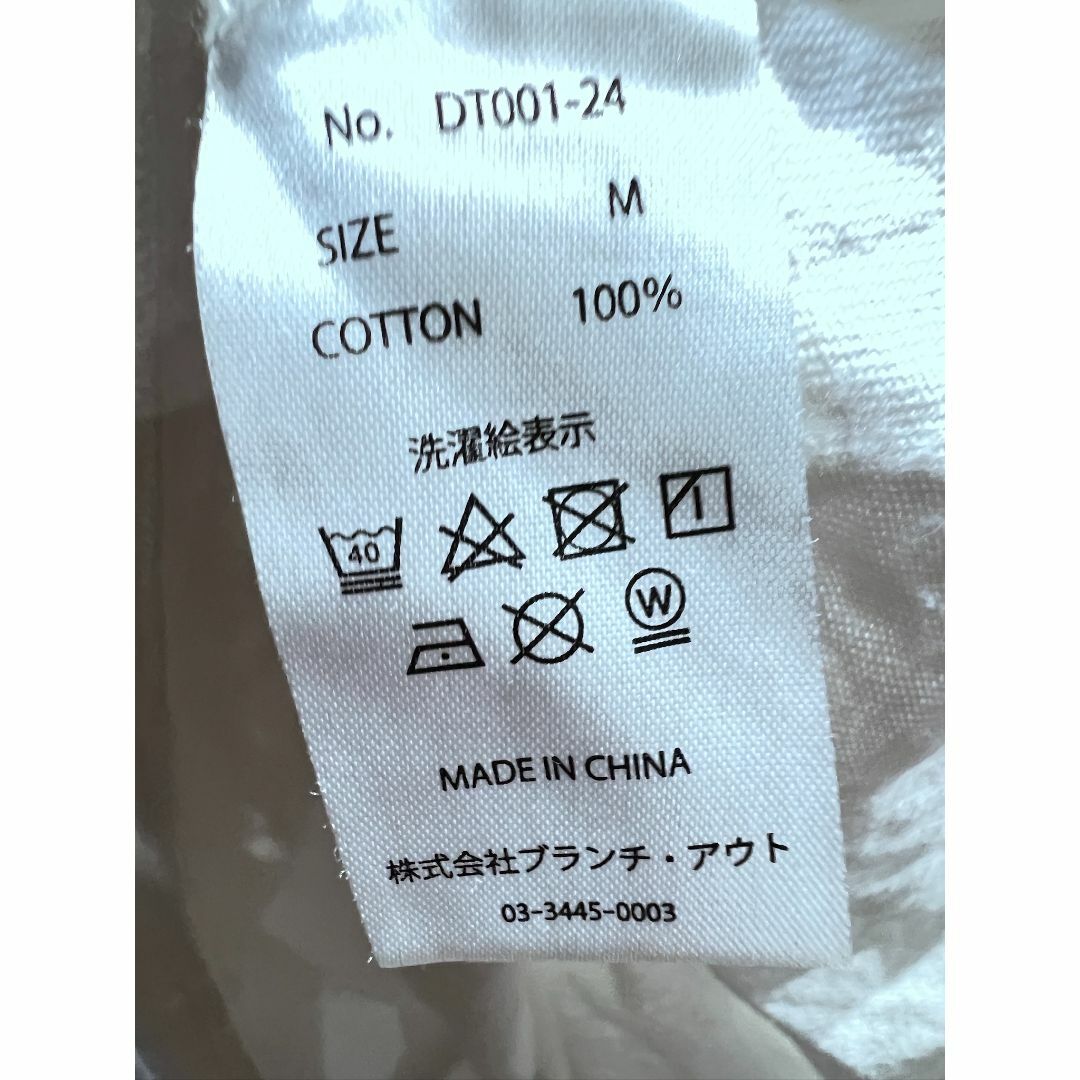 No. DT001-24
SIZE M
COTTON 100%
洗濯絵表示
40
W
MADE IN CHINA
株式会社ブランチ・アウト
03-3445-0003